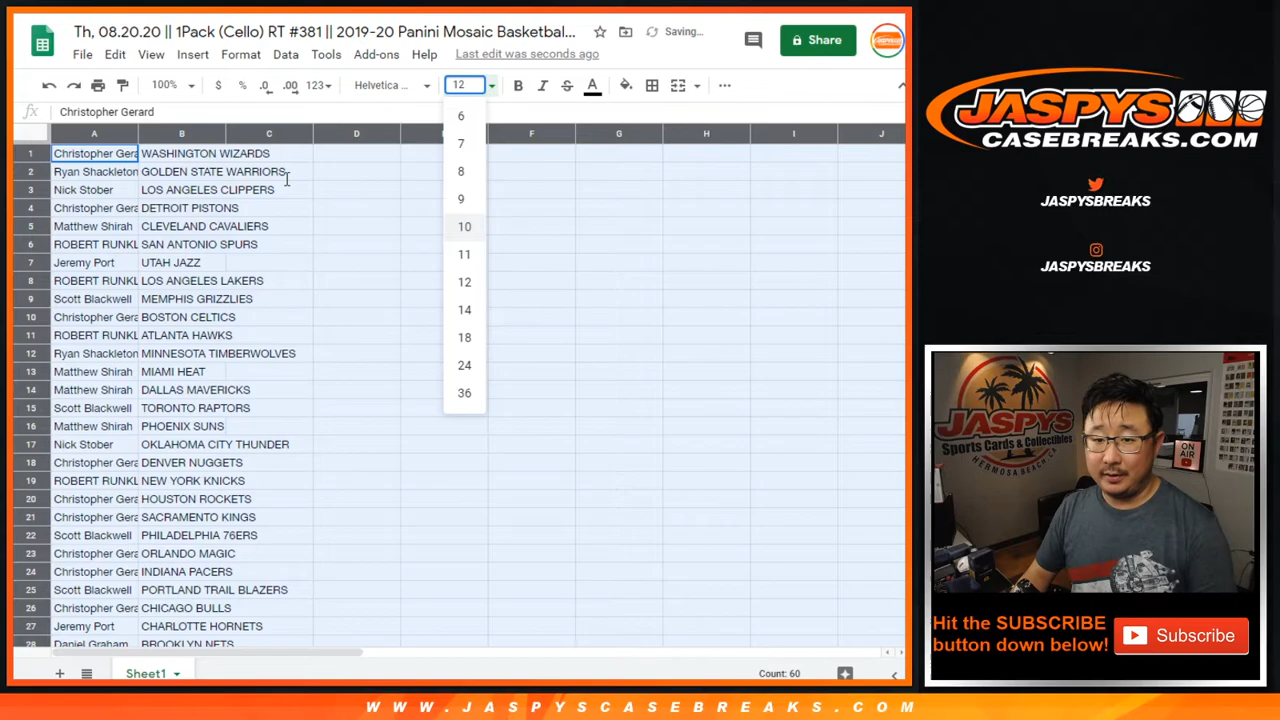 Th, 08.20.20 || 1Pack (Cello) RT #381 || 2019-20 Panini Mosaic Basketbal...
Saving...
Share
File Edit View Insert Format Data Tools Add-ons Help Last edit was seconds ago
100% $ % .0 .00 123 Helvetica ... 12 B I S A ...
fx Christopher Gerard
A B C D F G H I J
1 Christopher Gera WASHINGTON WIZARDS
2 Ryan Shackleton GOLDEN STATE WARRIORS
3 Nick Stober LOS ANGELES CLIPPERS
4 Christopher Gera DETROIT PISTONS
5 Matthew Shirah CLEVELAND CAVALIERS
6 ROBERT RUNKL SAN ANTONIO SPURS
7 Jeremy Port UTAH JAZZ
8 ROBERT RUNKL LOS ANGELES LAKERS
9 Scott Blackwell MEMPHIS GRIZZLIES
10 Christopher Gera BOSTON CELTICS
11 ROBERT RUNKL ATLANTA HAWKS
12 Ryan Shackleton MINNESOTA TIMBERWOLVES
13 Matthew Shirah MIAMI HEAT
14 Matthew Shirah DALLAS MAVERICKS
15 Scott Blackwell TORONTO RAPTORS
16 Matthew Shirah PHOENIX SUNS
17 Nick Stober OKLAHOMA CITY THUNDER
18 Christopher Gera DENVER NUGGETS
19 ROBERT RUNKL NEW YORK KNICKS
20 Christopher Gera HOUSTON ROCKETS
21 Christopher Gera SACRAMENTO KINGS
22 Scott Blackwell PHILADELPHIA 76ERS
23 Christopher Gera ORLANDO MAGIC
24 Christopher Gera INDIANA PACERS
25 Scott Blackwell PORTLAND TRAIL BLAZERS
26 Christopher Gera CHICAGO BULLS
27 Jeremy Port CHARLOTTE HORNETS
28 Daniel Graham BROOKLYN NETS
6
7
8
9
10
11
12
14
18
24
36
Sheet1
Count: 60
JASPYS
CASEBREAKS.COM
JASPYSBREAKS
JASPYSBREAKS
JASPYS
Sports Cards & Collectibles
HERMOSA BEACH, CA
ON AIR
Hit the SUBSCRIBE
button down below!
Subscribe
WWW.JASPYSCASEBREAKS.COM